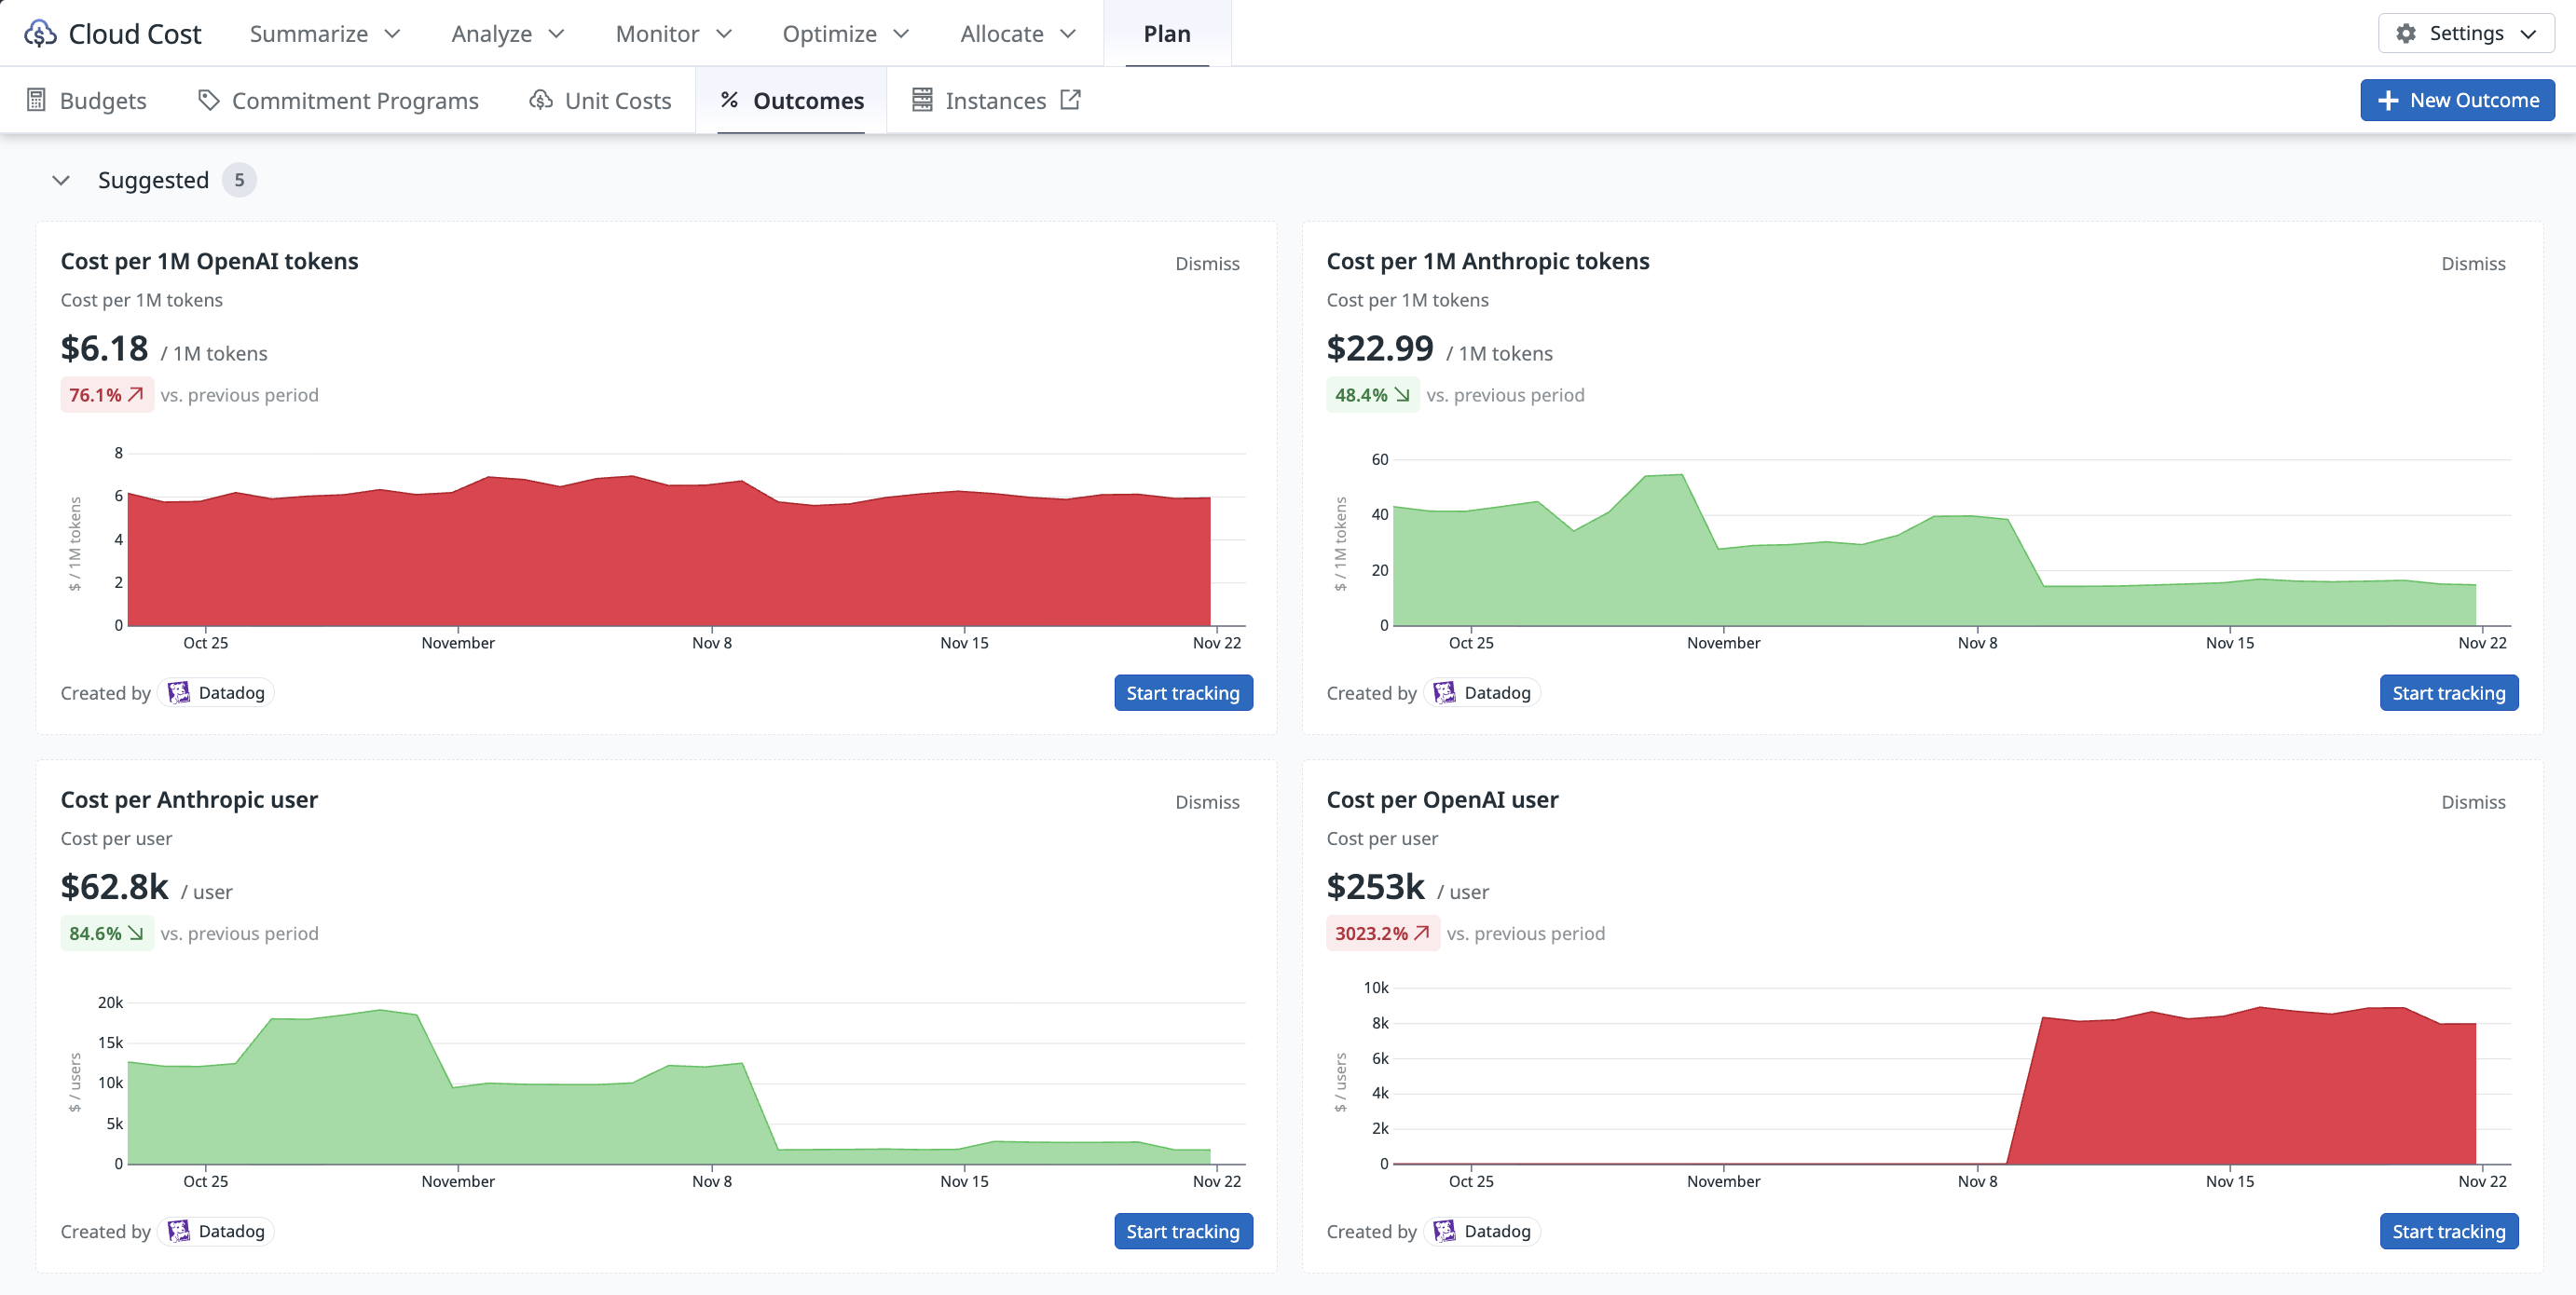 Cloud Cost Summarize Analyze Monitor Optimize Allocate Plan Settings
Budgets Commitment Programs Unit Costs Outcomes Instances New Outcome
Suggested 5
Cost per 1M OpenAI tokens
Dismiss
Cost per 1M tokens
$6.18 / 1M tokens
76.1% vs. previous period
$ / 1M tokens
8
6
4
2
0
Oct 25 November Nov 8 Nov 15 Nov 22
Created by Datadog
Start tracking
Cost per 1M Anthropic tokens
Dismiss
Cost per 1M tokens
$22.99 / 1M tokens
48.4% vs. previous period
$ / 1M tokens
60
40
20
0
Oct 25 November Nov 8 Nov 15 Nov 22
Created by Datadog
Start tracking
Cost per Anthropic user
Dismiss
Cost per user
$62.8k / user
84.6% vs. previous period
$ / users
20k
15k
10k
5k
0
Oct 25 November Nov 8 Nov 15 Nov 22
Created by Datadog
Start tracking
Cost per OpenAI user
Dismiss
Cost per user
$253k / user
3023.2% vs. previous period
$ / users
10k
8k
6k
4k
2k
0
Oct 25 November Nov 8 Nov 15 Nov 22
Created by Datadog
Start tracking